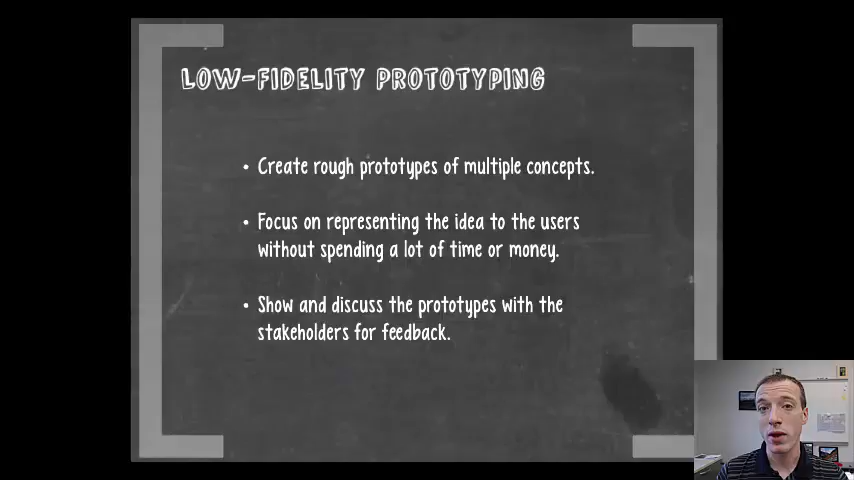 LOW-FIDELITY PROTOTYPING
• Create rough prototypes of multiple concepts.
• Focus on representing the idea to the users
without spending a lot of time or money.
• Show and discuss the prototypes with the
stakeholders for feedback.